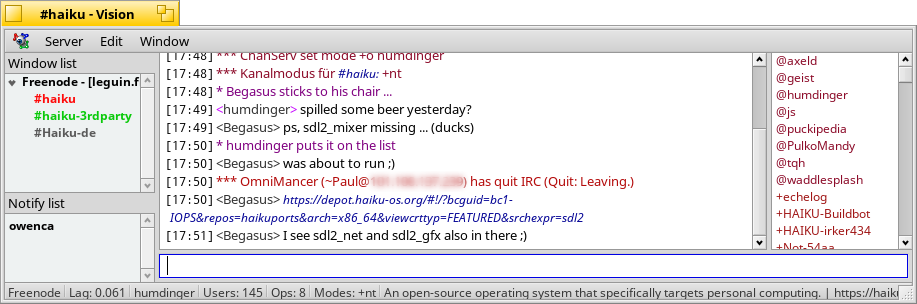 #haiku - Vision
Server Edit Window
Window list
Freenode - [leguin.f
#haiku
#haiku-3rdparty
#Haiku-de
Notify list
owenca
[17:48] *** ChanServ set mode +o humdinger
[17:48] *** Kanalmodus für #haiku: +nt
[17:48] * Begasus sticks to his chair ...
[17:49] <humdinger> spilled some beer yesterday?
[17:49] <Begasus> ps, sdl2_mixer missing ... (ducks)
[17:50] * humdinger puts it on the list
[17:50] <Begasus> was about to run ;)
[17:50] *** OmniMancer (~Paul@ ) has quit IRC (Quit: Leaving.)
[17:50] <Begasus> https://depot.haiku-os.org/#!/?bcguid=bc1-
IOPS&repos=haikuports&arch=x86_64&viewcrttyp=FEATURED&srchexpr=sdl2
[17:51] <Begasus> I see sdl2_net and sdl2_gfx also in there ;)
@axeld
@geist
@humdinger
@js
@puckipedia
@PulkoMandy
@tqh
@waddlesplash
+echelog
+HAIKU-Buildbot
+HAIKU-irker434
+Not-54aa
Freenode Lag: 0.061 humdinger Users: 145 Ops: 8 Modes: +nt An open-source operating system that specifically targets personal computing. | https://haiku